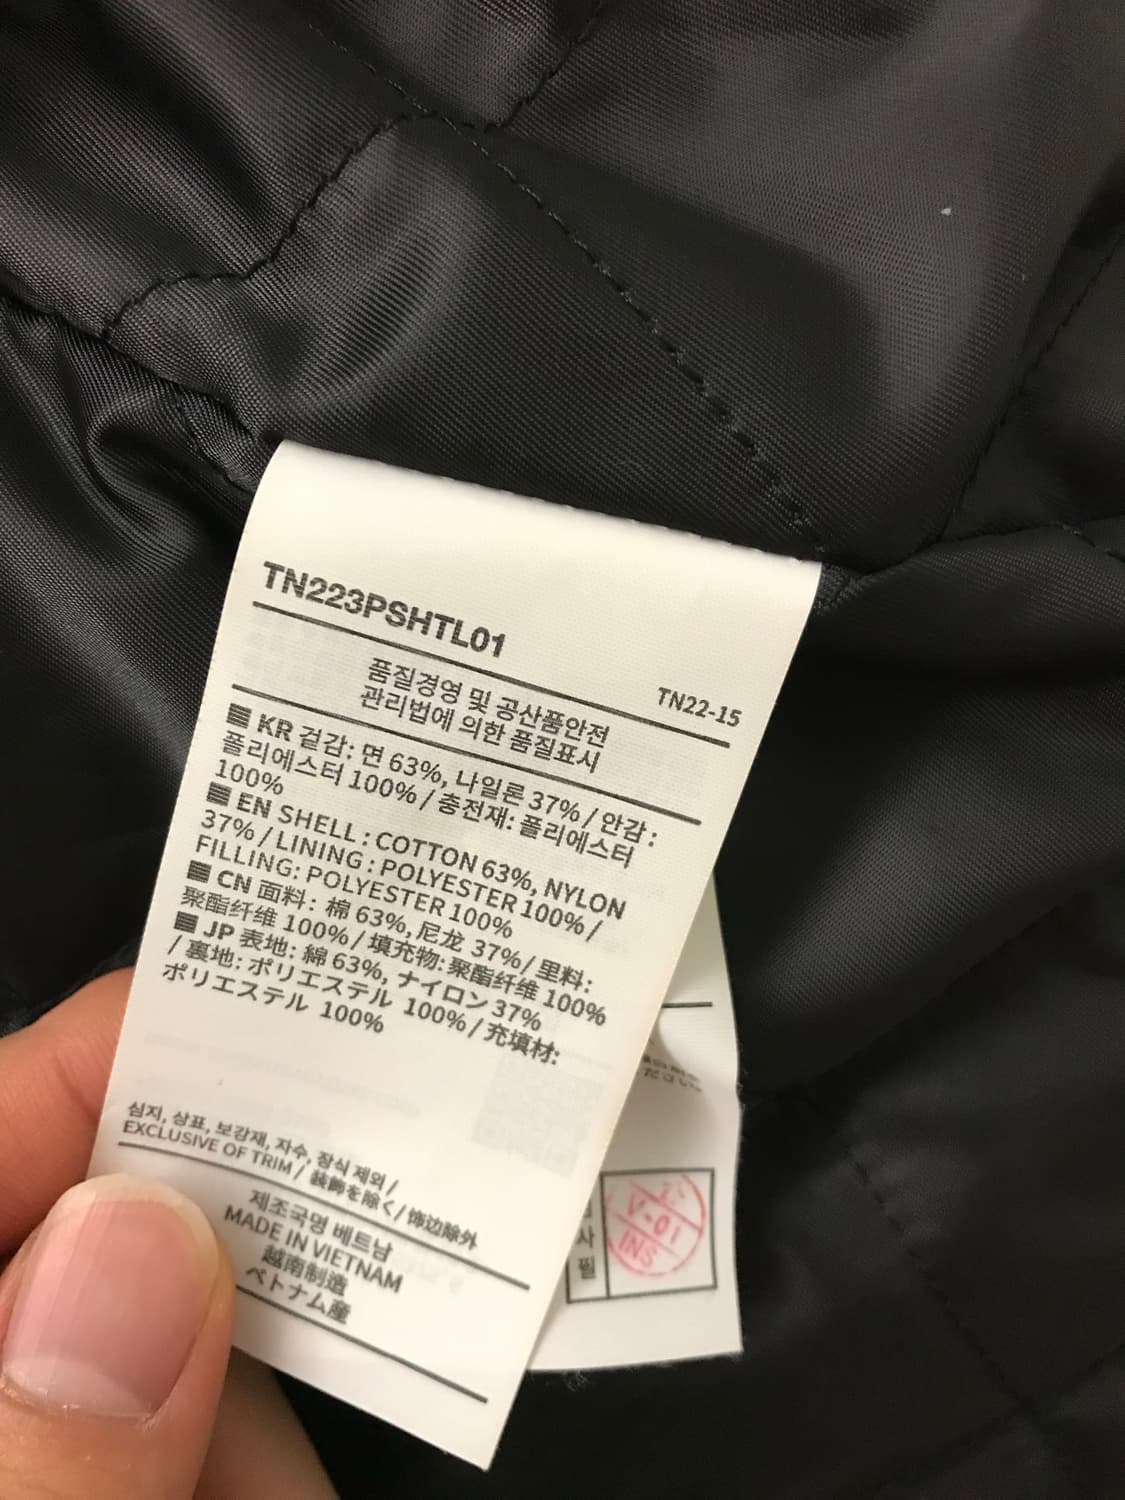 TN223PSHTL01
TN22-15
품질경영 및 공산품안전
관리법에 의한 품질표시
KR 겉감: 면 63%, 나일론 37% / 안감 :
폴리에스터 100% / 충전재: 폴리에스터
100%
EN SHELL : COTTON 63%, NYLON
37% / LINING : POLYESTER 100% /
FILLING: POLYESTER 100%
CN 面料: 棉 63%, 尼龙 37% / 里料:
聚酯纤维 100% / 填充物: 聚酯纤维 100%
JP 表地: 綿 63%, ナイロン 37%
/ 裏地: ポリエステル 100% / 充填材:
ポリエステル 100%
심지, 상표, 보강재, 자수, 장식 제외 /
EXCLUSIVE OF TRIM / 装飾を除く / 饰边除外
제조국명 베트남
MADE IN VIETNAM
越南制造
ベトナム産
V-01
INS